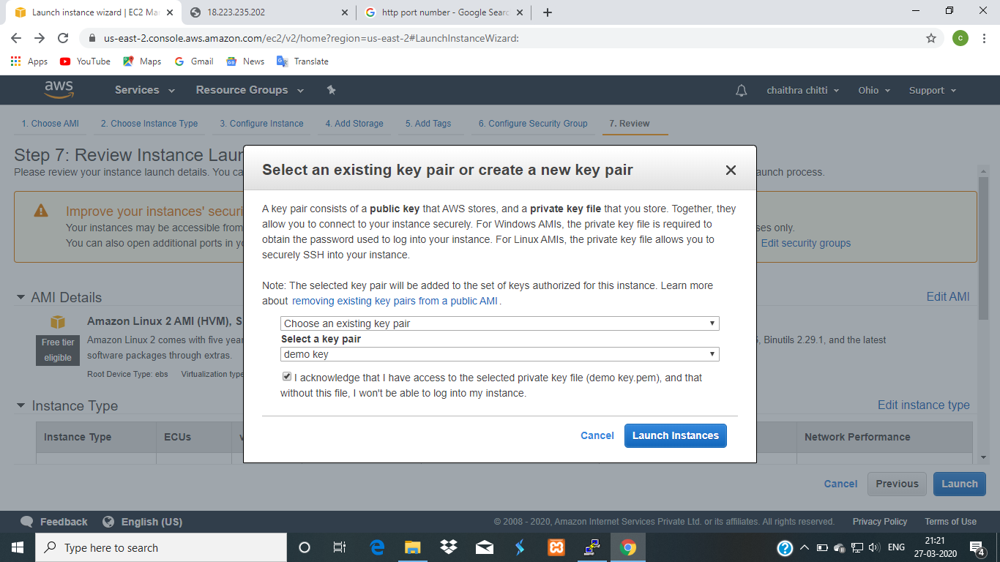 Launch instance wizard | EC2 Mar
18.223.235.202
http port number - Google Searc
us-east-2.console.aws.amazon.com/ec2/v2/home?region=us-east-2#LaunchInstanceWizard:
c
Apps YouTube Maps Gmail News Translate
aws Services Resource Groups chaithra chitti Ohio Support
1. Choose AMI 2. Choose Instance Type 3. Configure Instance 4. Add Storage 5. Add Tags 6. Configure Security Group 7. Review
Step 7: Review Instance Laun
Please review your instance launch details. You ca
aunch process.
Improve your instances' securi
Your instances may be accessible from
ses only.
You can also open additional ports in yo
Edit security groups
AMI Details
Edit AMI
Amazon Linux 2 AMI (HVM), S
Free tier
eligible
Amazon Linux 2 comes with five year
, Binutils 2.29.1, and the latest
software packages through extras.
Root Device Type: ebs Virtualization type
Instance Type
Edit instance type
Instance Type ECUs v Network Performance
Select an existing key pair or create a new key pair
A key pair consists of a public key that AWS stores, and a private key file that you store. Together, they
allow you to connect to your instance securely. For Windows AMIs, the private key file is required to
obtain the password used to log into your instance. For Linux AMIs, the private key file allows you to
securely SSH into your instance.
Note: The selected key pair will be added to the set of keys authorized for this instance. Learn more
about removing existing key pairs from a public AMI .
Choose an existing key pair
Select a key pair
demo key
I acknowledge that I have access to the selected private key file (demo key.pem), and that
without this file, I won't be able to log into my instance.
Cancel Launch Instances
Cancel Previous Launch
Feedback English (US) © 2008 - 2020, Amazon Internet Services Private Ltd. or its affiliates. All rights reserved. Privacy Policy Terms of Use
Type here to search
ENG
21:21
27-03-2020
4